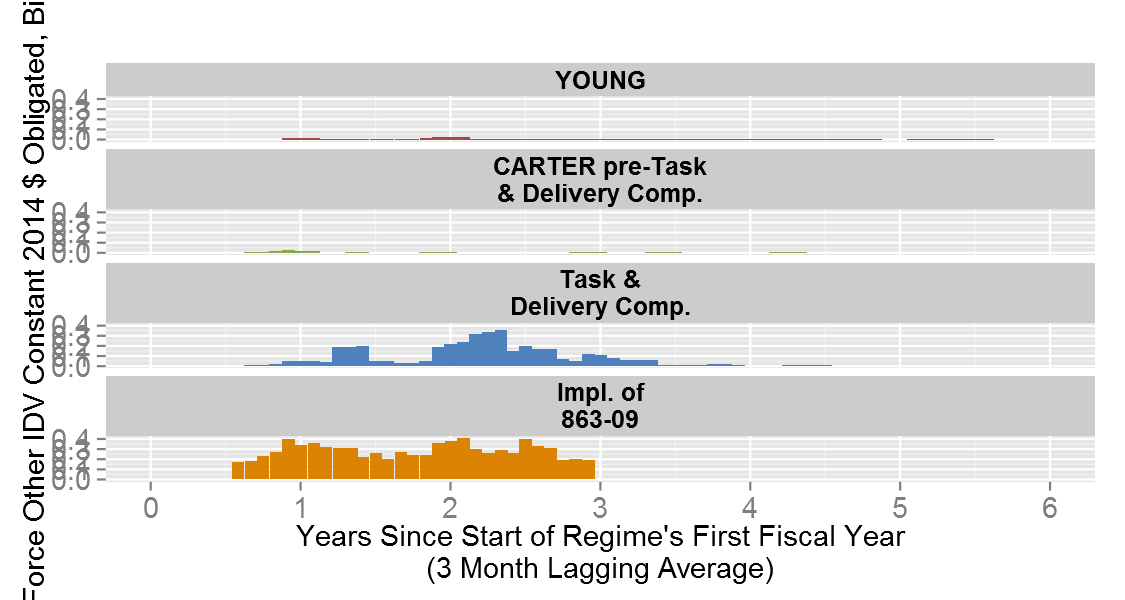 Force Other IDV Constant 2014 $ Obligated, Bi
YOUNG
0.4
0.0
CARTER pre-Task
& Delivery Comp.
0.4
0.0
Task &
Delivery Comp.
0.4
0.0
Impl. of
863-09
0.4
0.0
0 1 2 3 4 5 6
Years Since Start of Regime's First Fiscal Year
(3 Month Lagging Average)